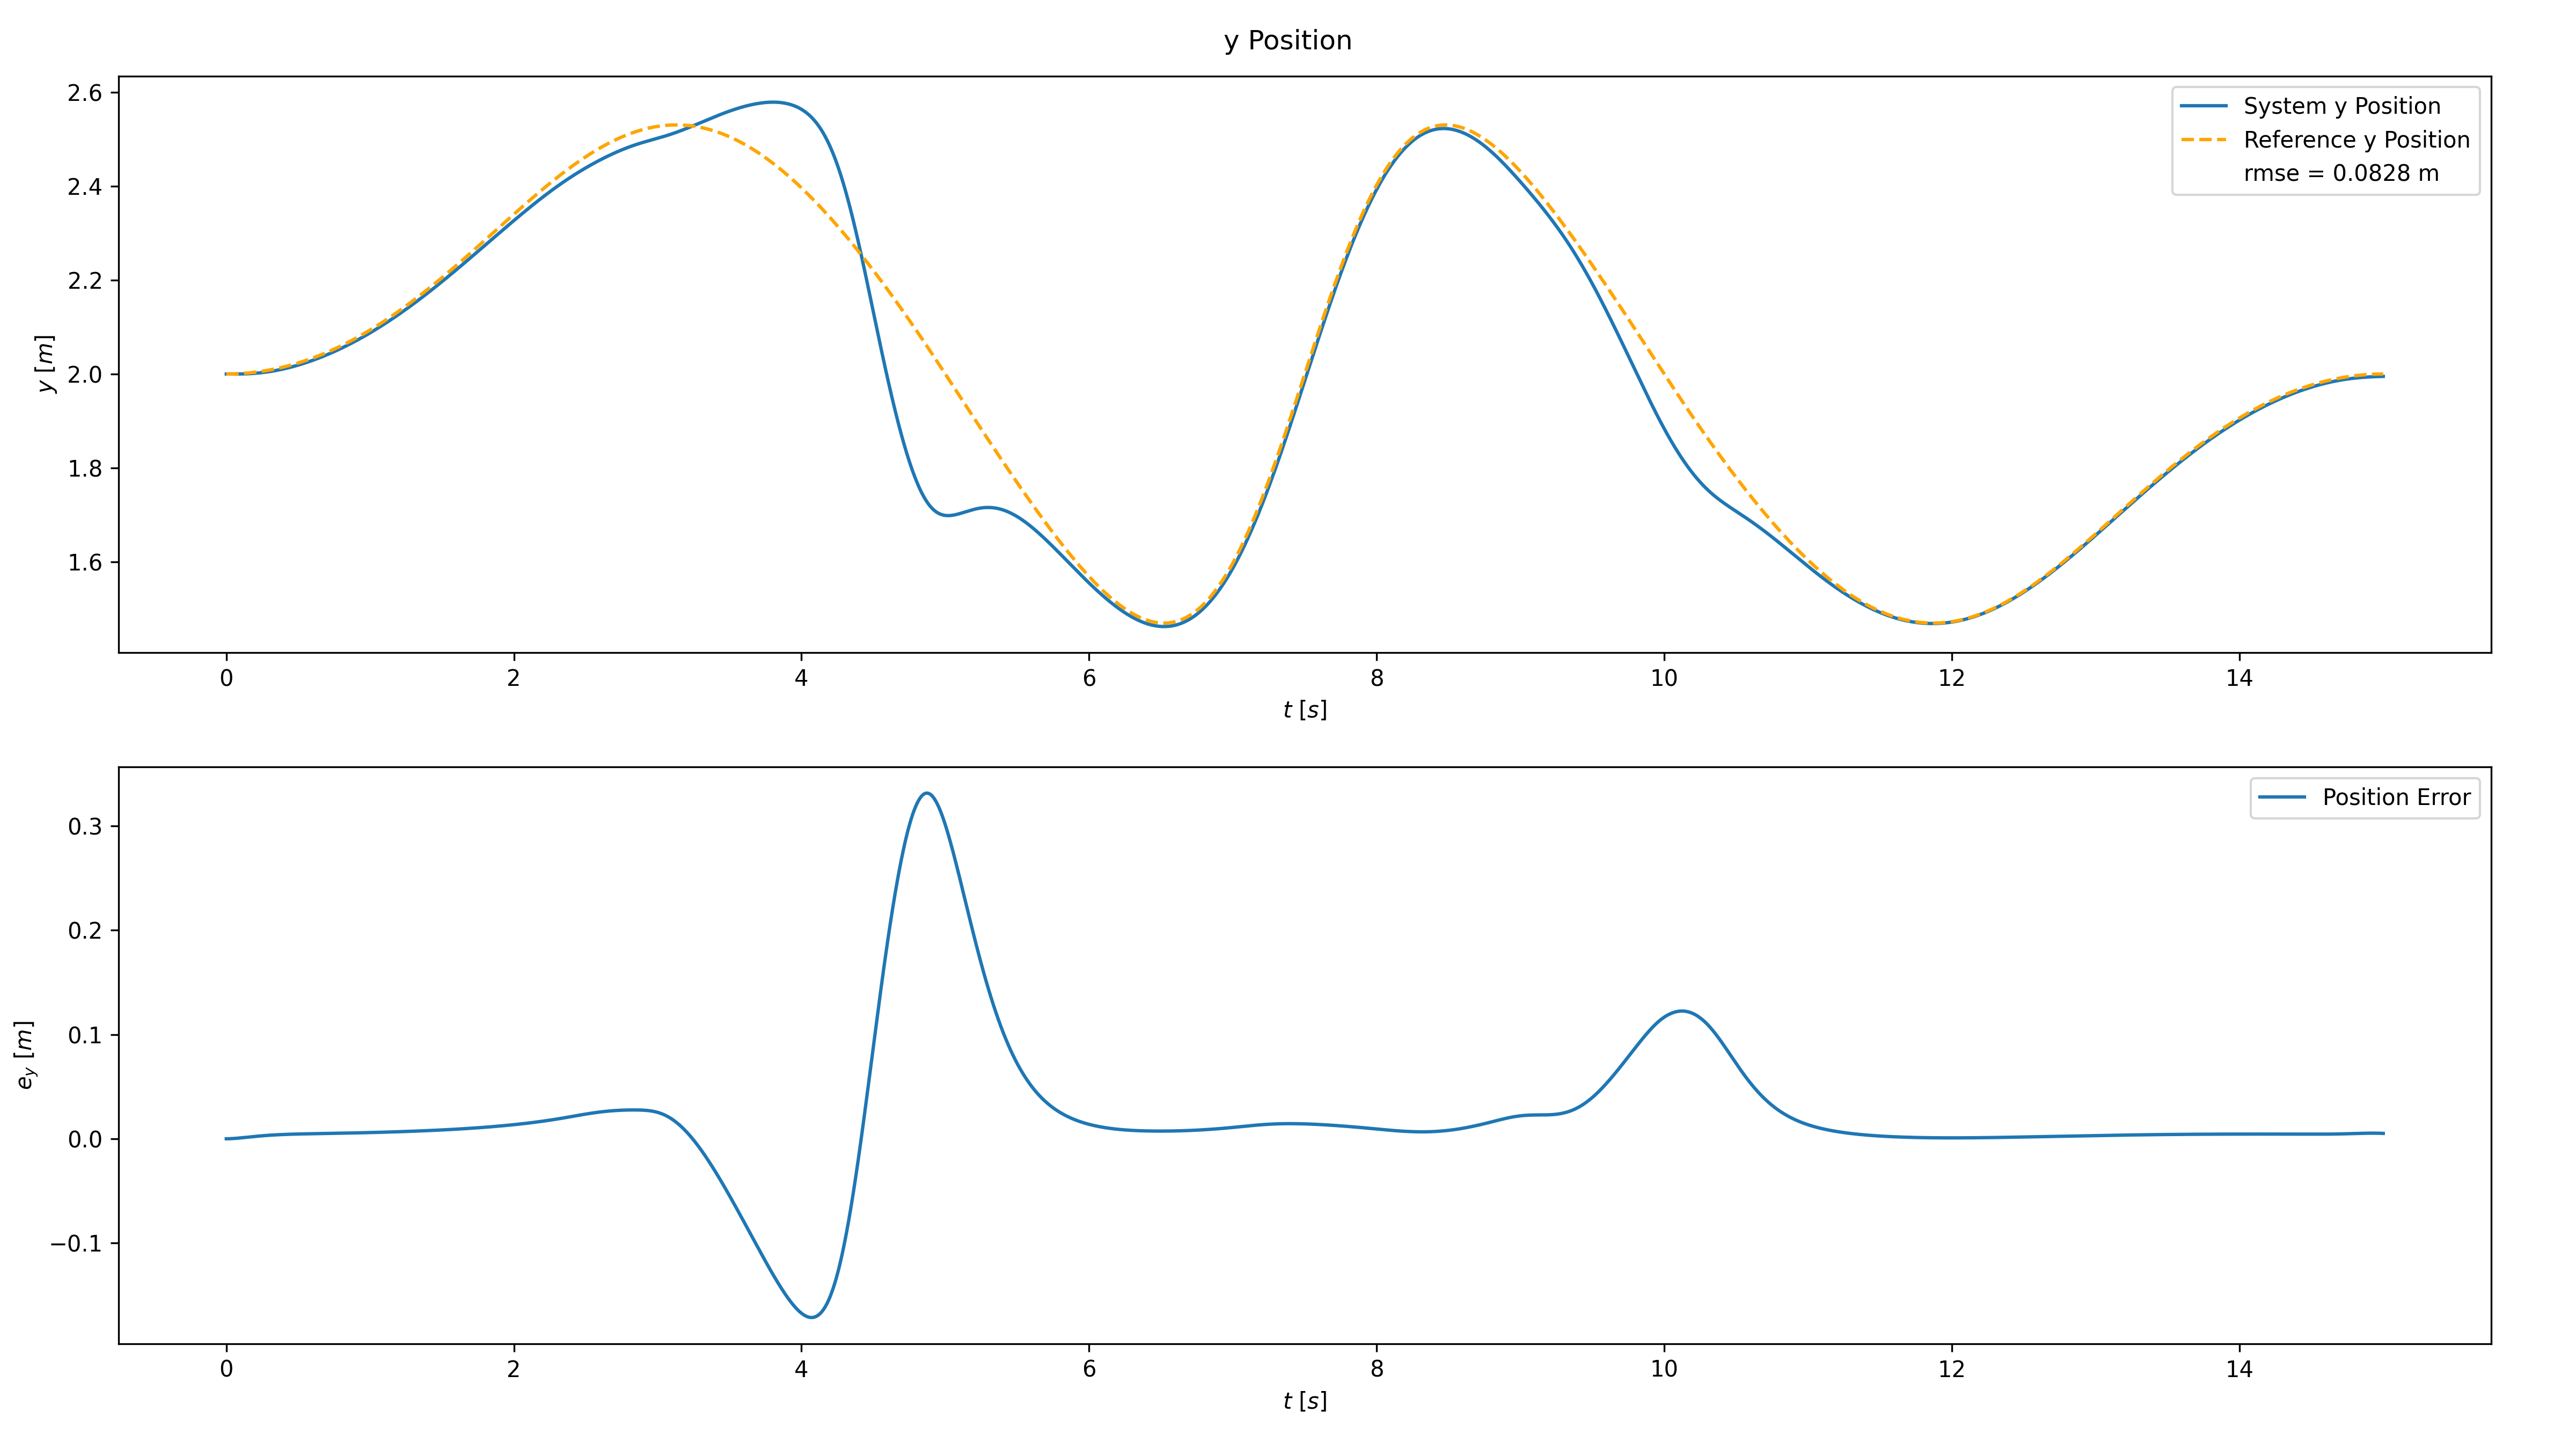 y Position
2.6
2.4
2.2
2.0
1.8
1.6
y [m]
System y Position
Reference y Position
rmse = 0.0828 m
0 2 4 6 8 10 12 14
t [s]
0.3
0.2
0.1
0.0
−0.1
e_y [m]
Position Error
0 2 4 6 8 10 12 14
t [s]